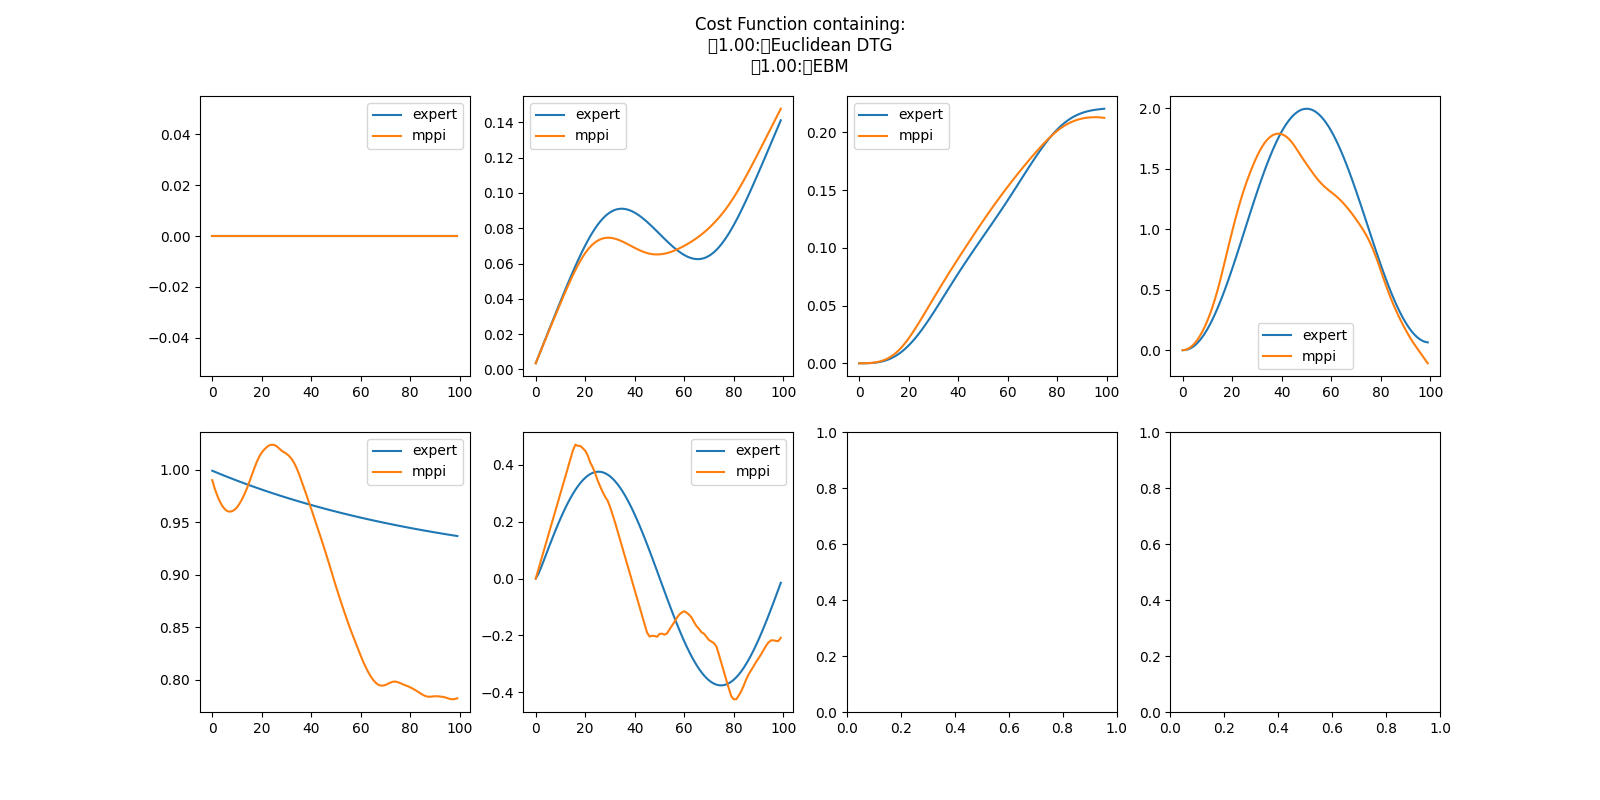 Cost Function containing:
1.00: Euclidean DTG
1.00: EBM
expert
mppi
0.04
0.02
0.00
−0.02
−0.04
0 20 40 60 80 100
expert
mppi
0.14
0.12
0.10
0.08
0.06
0.04
0.02
0.00
0 20 40 60 80 100
expert
mppi
0.20
0.15
0.10
0.05
0.00
0 20 40 60 80 100
2.0
1.5
1.0
0.5
0.0
expert
mppi
0 20 40 60 80 100
expert
mppi
1.00
0.95
0.90
0.85
0.80
0 20 40 60 80 100
expert
mppi
0.4
0.2
0.0
−0.2
−0.4
0 20 40 60 80 100
1.0
0.8
0.6
0.4
0.2
0.0
0.0 0.2 0.4 0.6 0.8 1.0
1.0
0.8
0.6
0.4
0.2
0.0
0.0 0.2 0.4 0.6 0.8 1.0